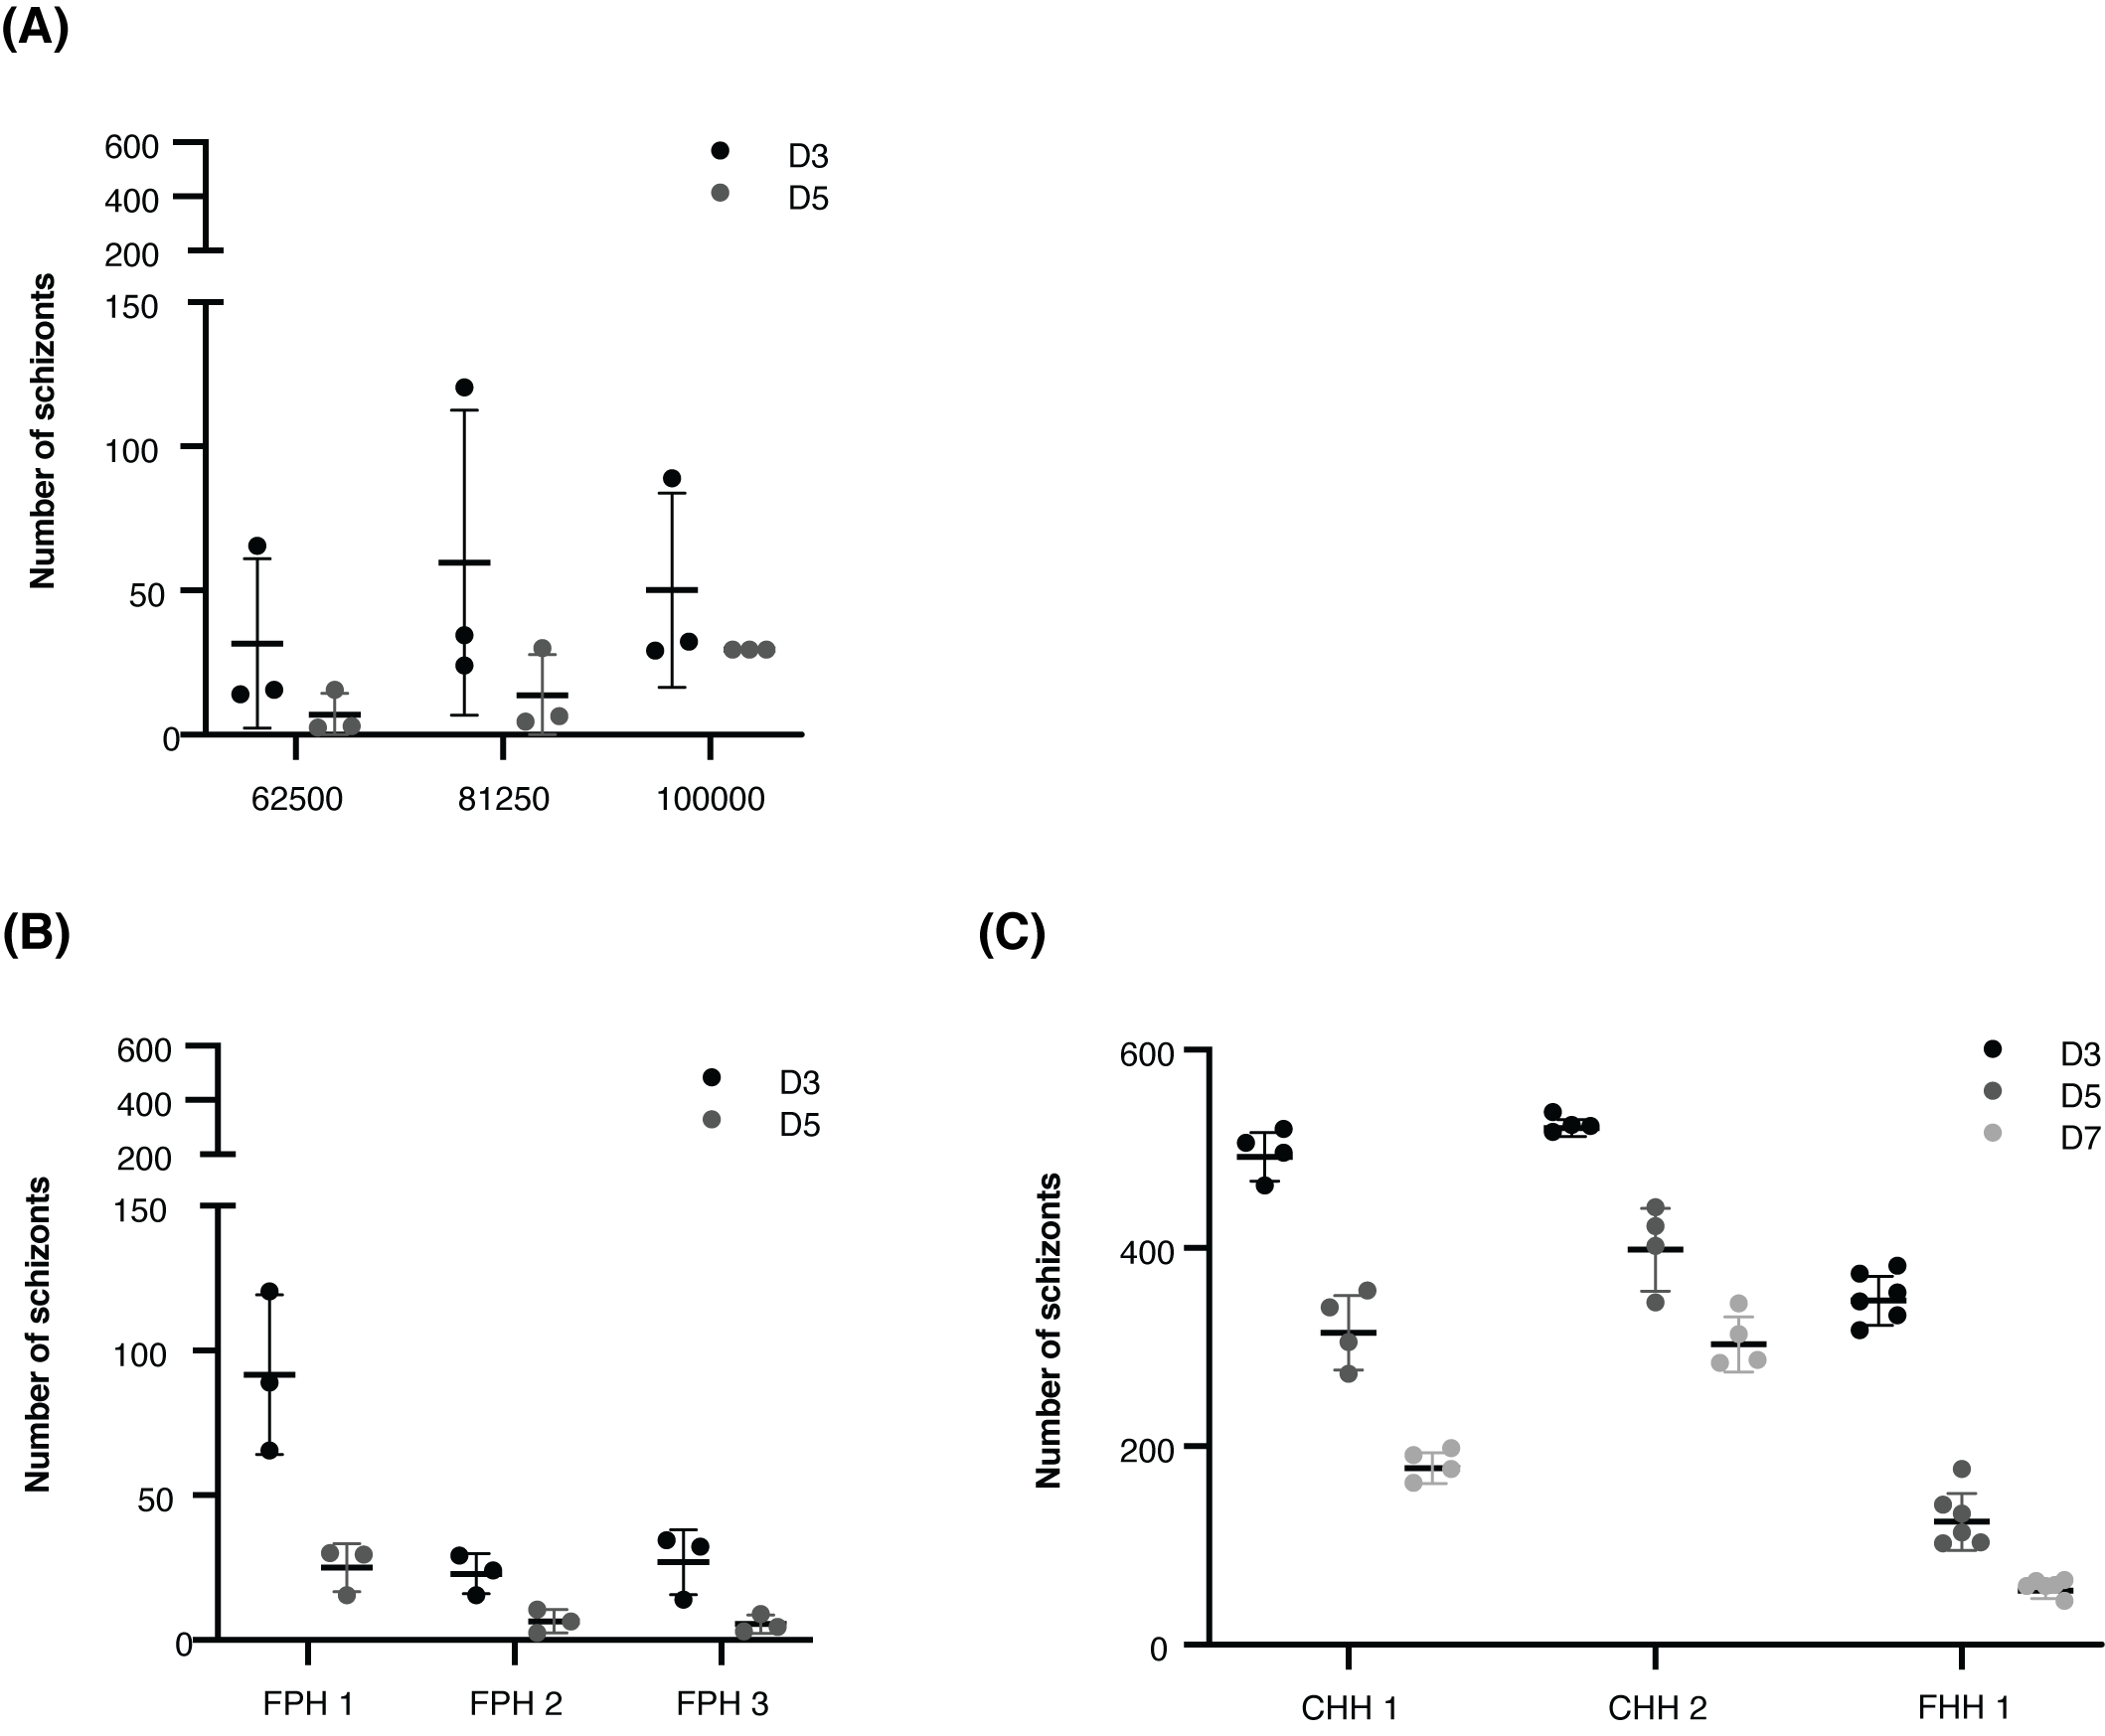 (A)
600
400
200
150
100
50
0
Number of schizonts
D3
D5
62500 81250 100000
(B)
600
400
200
150
100
50
0
Number of schizonts
D3
D5
FPH 1 FPH 2 FPH 3
(C)
600
400
200
0
Number of schizonts
D3
D5
D7
CHH 1 CHH 2 FHH 1